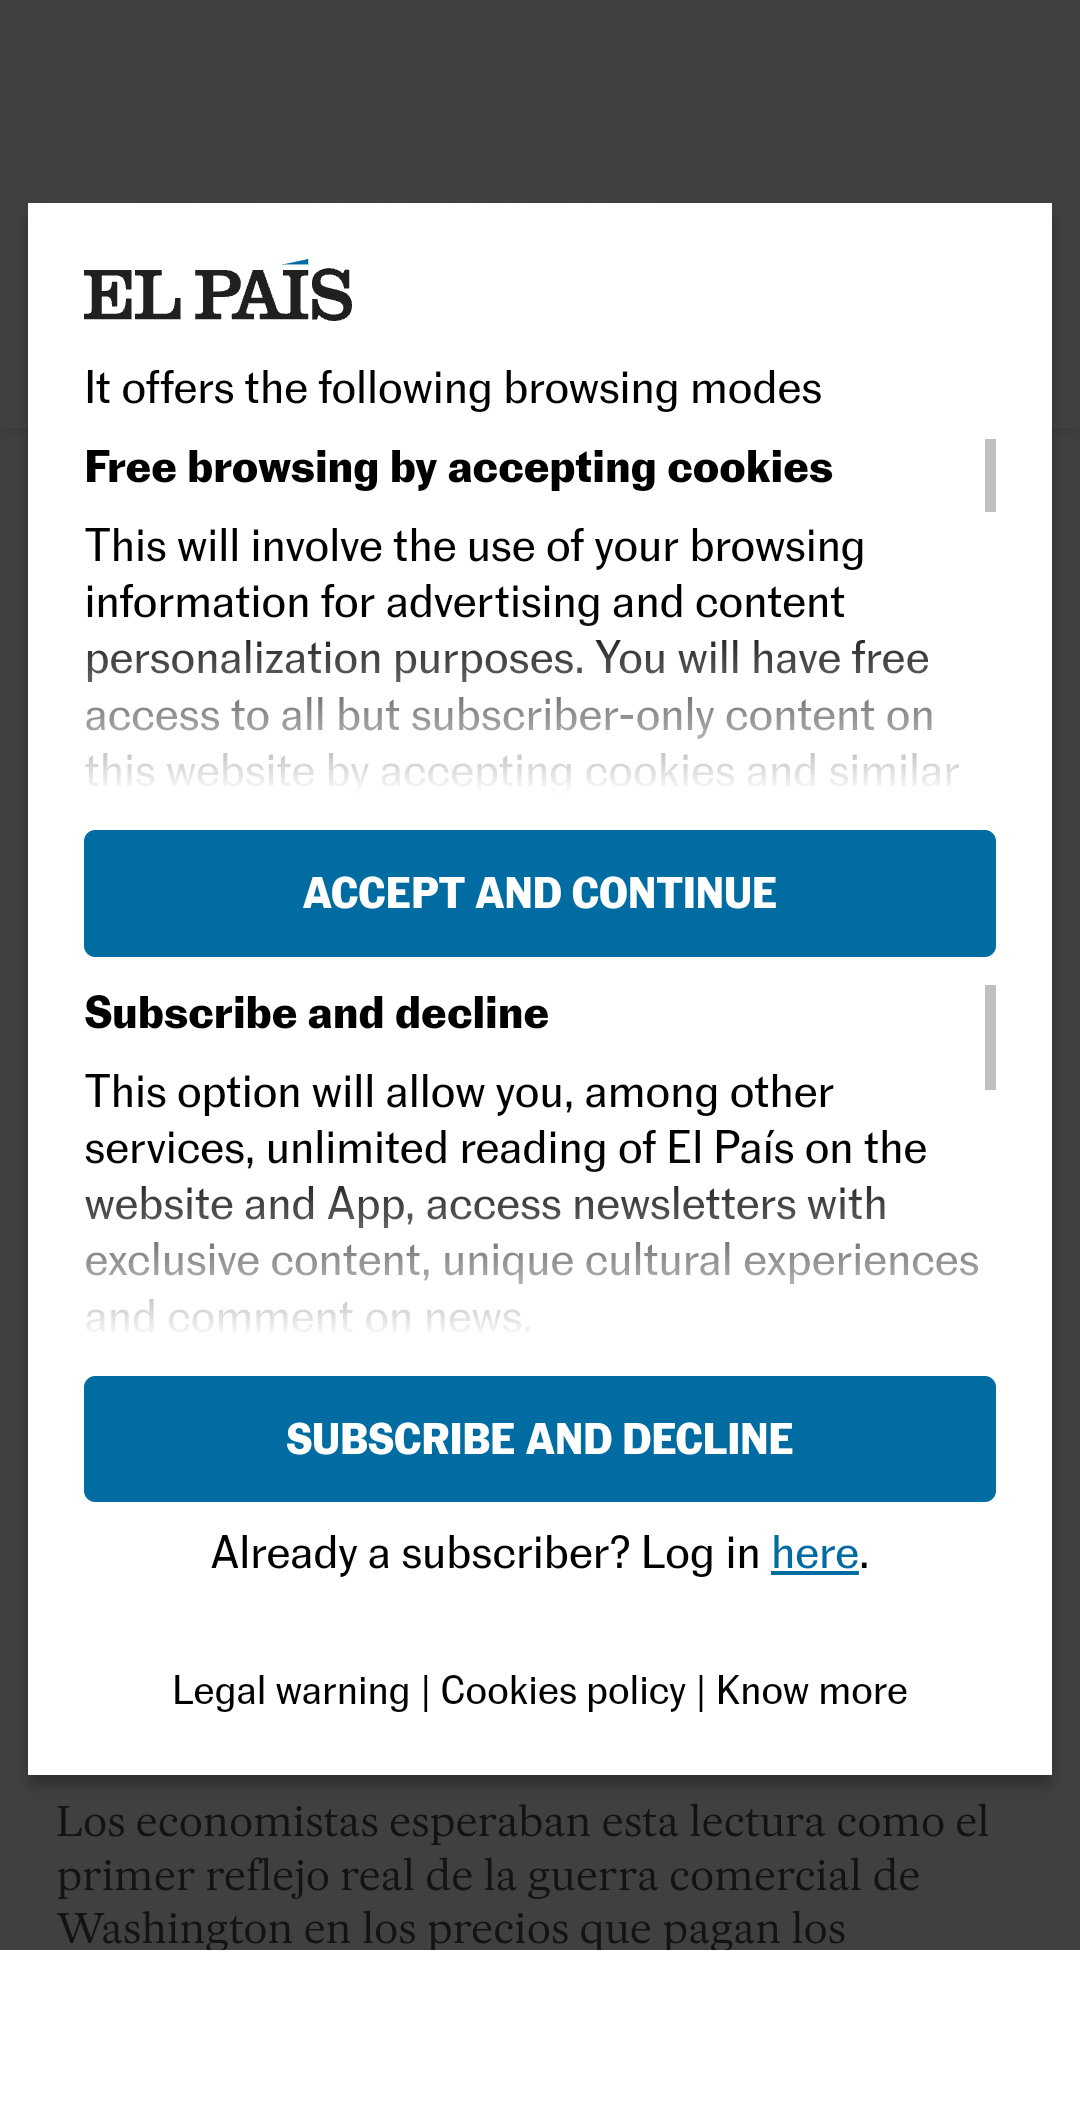 EL PAÍS
It offers the following browsing modes
Free browsing by accepting cookies
This will involve the use of your browsing
information for advertising and content
personalization purposes. You will have free
access to all but subscriber-only content on
this website by accepting cookies and similar
ACCEPT AND CONTINUE
Subscribe and decline
This option will allow you, among other
services, unlimited reading of El País on the
website and App, access newsletters with
exclusive content, unique cultural experiences
and comment on news.
SUBSCRIBE AND DECLINE
Already a subscriber? Log in here.
Legal warning | Cookies policy | Know more
Los economistas esperaban esta lectura como el
primer reflejo real de la guerra comercial de
Washington en los precios que pagan los